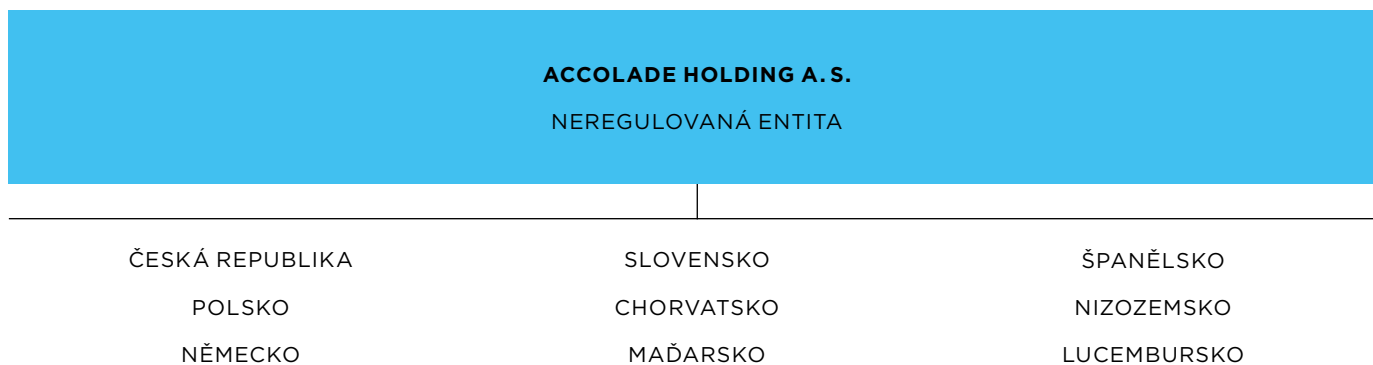 ACCOLADE HOLDING A. S.
NEREGULOVANÁ ENTITA
ČESKÁ REPUBLIKA
SLOVENSKO
ŠPANĚLSKO
POLSKO
CHORVATSKO
NIZOZEMSKO
NĚMECKO
MAĎARSKO
LUCEMBURSKO